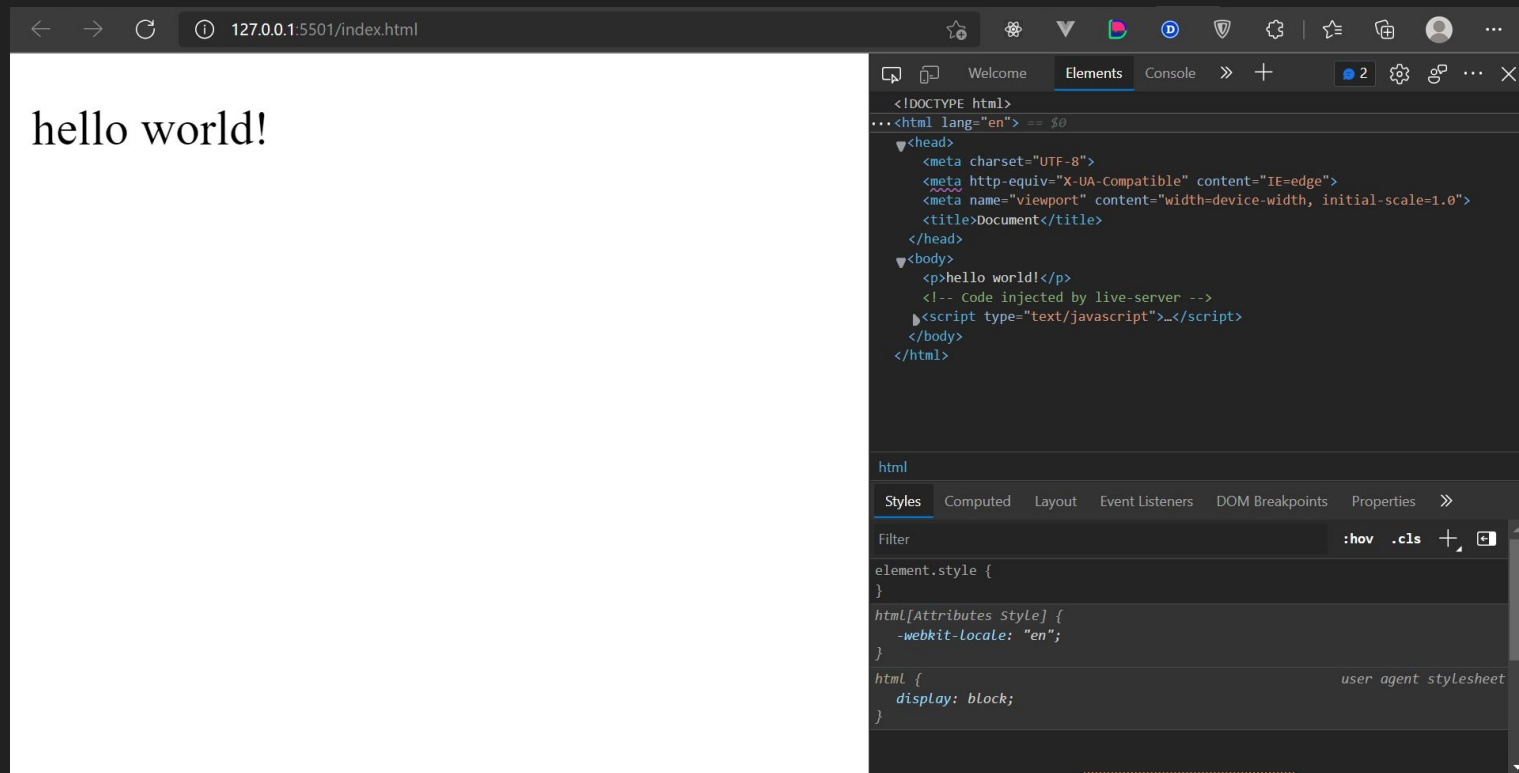 127.0.0.1:5501/index.html
hello world!
Welcome Elements Console » + 2
<!DOCTYPE html>
...<html lang="en"> == $0
<head>
<meta charset="UTF-8">
<meta http-equiv="X-UA-Compatible" content="IE=edge">
<meta name="viewport" content="width=device-width, initial-scale=1.0">
<title>Document</title>
</head>
<body>
<p>hello world!</p>
<!-- Code injected by live-server -->
<script type="text/javascript">…</script>
</body>
</html>
html
Styles Computed Layout Event Listeners DOM Breakpoints Properties »
Filter :hov .cls +
element.style {
}
html[Attributes Style] {
-webkit-locale: "en";
}
html { user agent stylesheet
display: block;
}